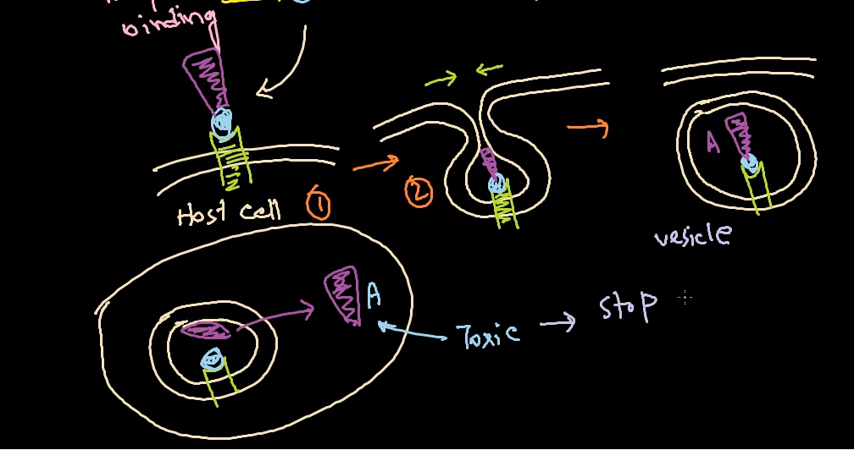 binding
Host cell ①
②
A
vesicle
A
Toxic → stop